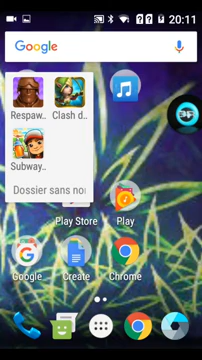 20:11
Google
Respaw..
Clash d..
Subway..
Dossier sans no
Play Store
Play
Google
Create
Chrome